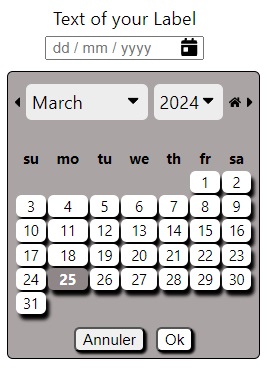 Text of your Label
dd / mm / yyyy
March 2024
su mo tu we th fr sa
1 2
3 4 5 6 7 8 9
10 11 12 13 14 15 16
17 18 19 20 21 22 23
24 25 26 27 28 29 30
31
Annuler Ok